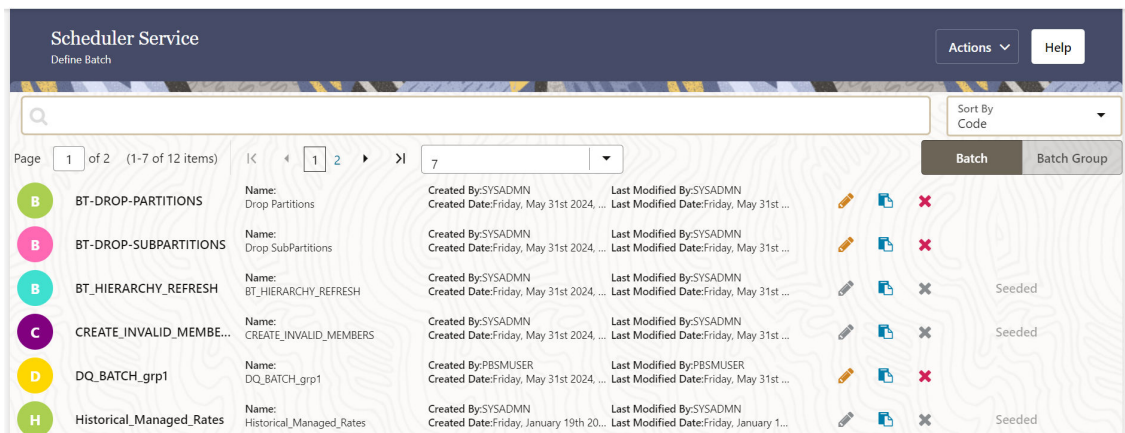 Scheduler Service
Define Batch
Actions
Help
Sort By
Code
Page 1 of 2 (1-7 of 12 items) 1 2 7
Batch
Batch Group
B
BT-DROP-PARTITIONS
Name:
Drop Partitions
Created By:SYSADMN
Created Date:Friday, May 31st 2024, ...
Last Modified By:SYSADMN
Last Modified Date:Friday, May 31st ...
B
BT-DROP-SUBPARTITIONS
Name:
Drop SubPartitions
Created By:SYSADMN
Created Date:Friday, May 31st 2024, ...
Last Modified By:SYSADMN
Last Modified Date:Friday, May 31st ...
B
BT_HIERARCHY_REFRESH
Name:
BT_HIERARCHY_REFRESH
Created By:SYSADMN
Created Date:Friday, May 31st 2024, ...
Last Modified By:SYSADMN
Last Modified Date:Friday, May 31st ...
Seeded
C
CREATE_INVALID_MEMBE...
Name:
CREATE_INVALID_MEMBERS
Created By:SYSADMN
Created Date:Friday, May 31st 2024, ...
Last Modified By:SYSADMN
Last Modified Date:Friday, May 31st ...
Seeded
D
DQ_BATCH_grp1
Name:
DQ_BATCH_grp1
Created By:PBSMUSER
Created Date:Friday, May 31st 2024, ...
Last Modified By:PBSMUSER
Last Modified Date:Friday, May 31st ...
H
Historical_Managed_Rates
Name:
Historical_Managed_Rates
Created By:SYSADMN
Created Date:Friday, January 19th 20...
Last Modified By:SYSADMN
Last Modified Date:Friday, January 1...
Seeded